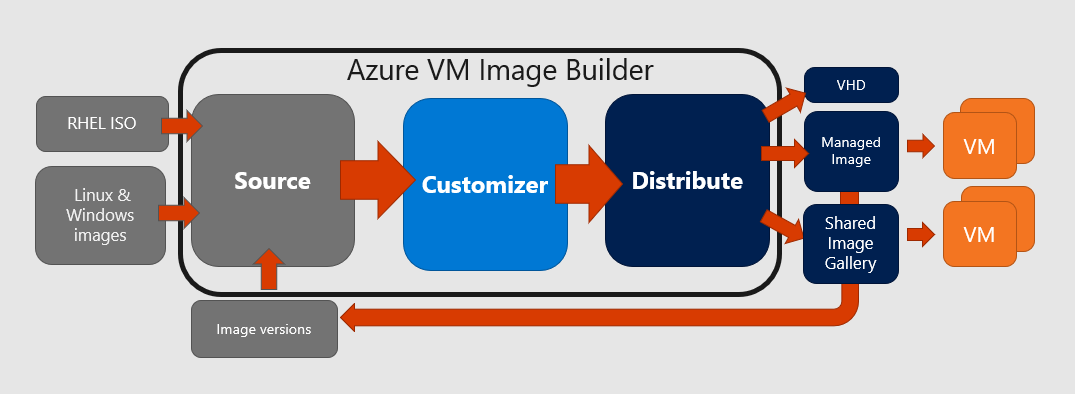 Azure VM Image Builder
RHEL ISO
Linux &
Windows
images
Source
Customizer
Distribute
VHD
Managed
Image
VM
Shared
Image
Gallery
VM
Image versions